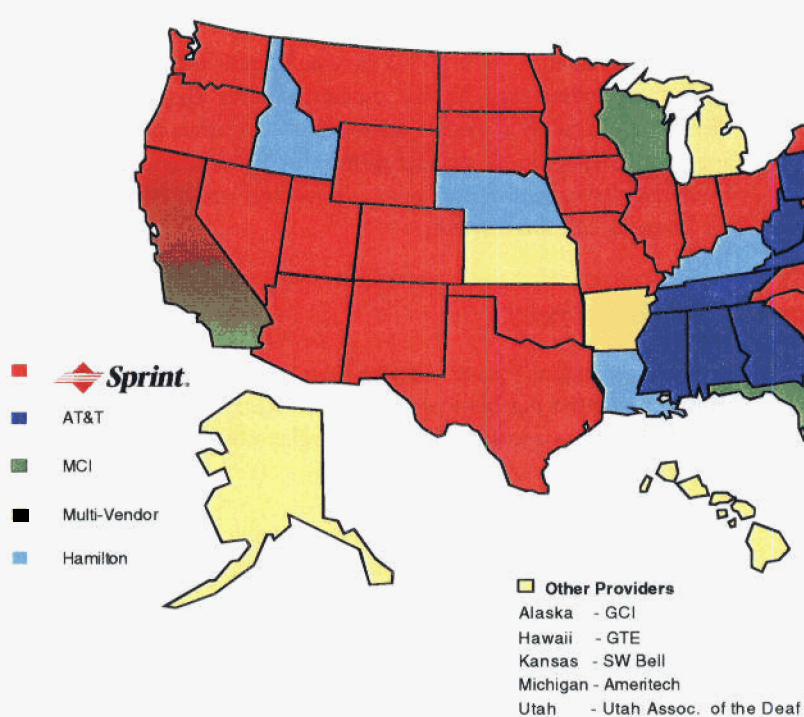 Sprint.
AT&T
MCI
Multi-Vendor
Hamilton
Other Providers
Alaska - GCI
Hawaii - GTE
Kansas - SW Bell
Michigan - Ameritech
Utah - Utah Assoc. of the Deaf